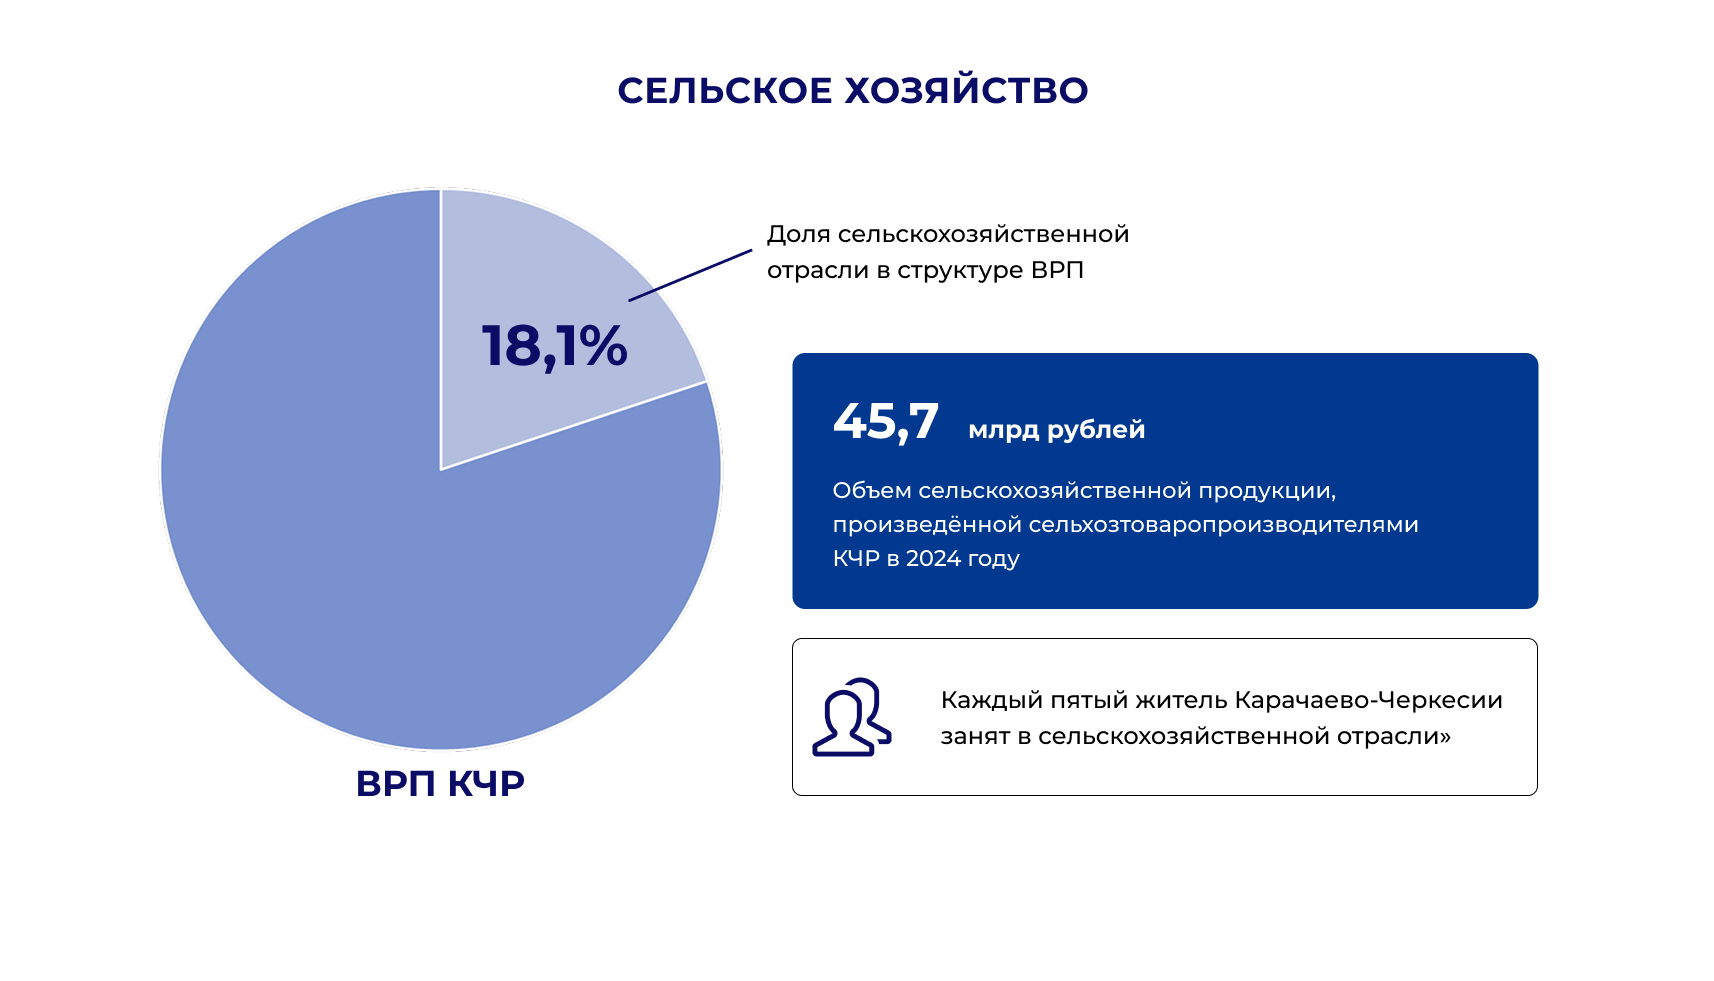 СЕЛЬСКОЕ ХОЗЯЙСТВО
Доля сельскохозяйственной
отрасли в структуре ВРП
18,1%
45,7 млрд рублей
Объем сельскохозяйственной продукции,
произведённой сельхозтоваропроизводителями
КЧР в 2024 году
Каждый пятый житель Карачаево-Черкесии
занят в сельскохозяйственной отрасли»
ВРП КЧР